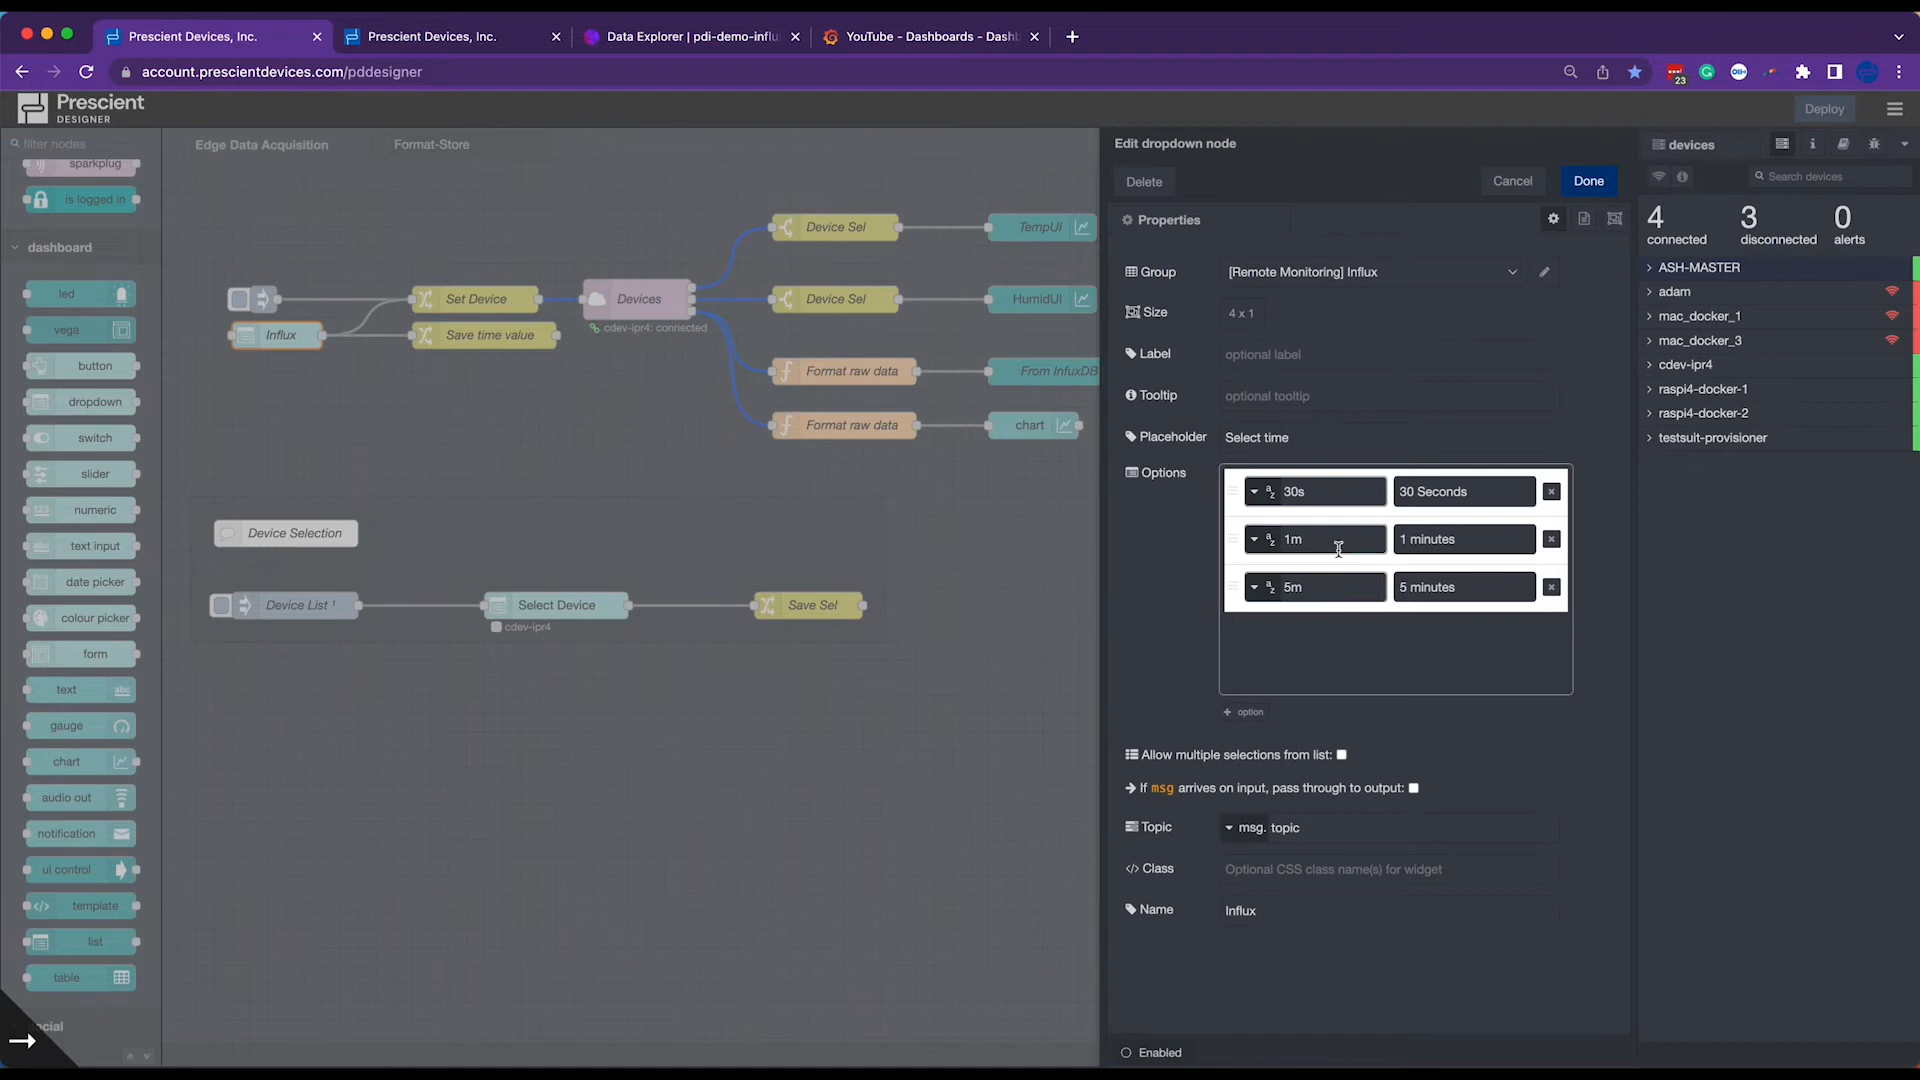 Prescient Devices, Inc.
Prescient Devices, Inc.
Data Explorer | pdi-demo-influ
YouTube - Dashboards - Dash
account.prescientdevices.com/pddesigner
23
Prescient
DESIGNER
Deploy
filter nodes
sparkplug
is logged in
dashboard
led
vega
button
dropdown
switch
slider
numeric
text input
date picker
colour picker
form
text
gauge
chart
audio out
notification
ui control
template
list
table
social
Edge Data Acquisition
Format-Store
Influx
Set Device
Save time value
Devices
cdev-ipr4: connected
Device Sel
Device Sel
Format raw data
Format raw data
TempUI
HumidUI
From InfuxDB
chart
Device Selection
Device List ¹
Select Device
cdev-ipr4
Save Sel
Edit dropdown node
Delete
Cancel
Done
Properties
Group
[Remote Monitoring] Influx
Size
4 x 1
Label
optional label
Tooltip
optional tooltip
Placeholder
Select time
Options
30s
30 Seconds
1m
1 minutes
5m
5 minutes
+ option
Allow multiple selections from list:
If msg arrives on input, pass through to output:
Topic
msg. topic
</> Class
Optional CSS class name(s) for widget
Name
Influx
Enabled
devices
Search devices
4
connected
3
disconnected
0
alerts
ASH-MASTER
adam
mac_docker_1
mac_docker_3
cdev-ipr4
raspi4-docker-1
raspi4-docker-2
testsuit-provisioner